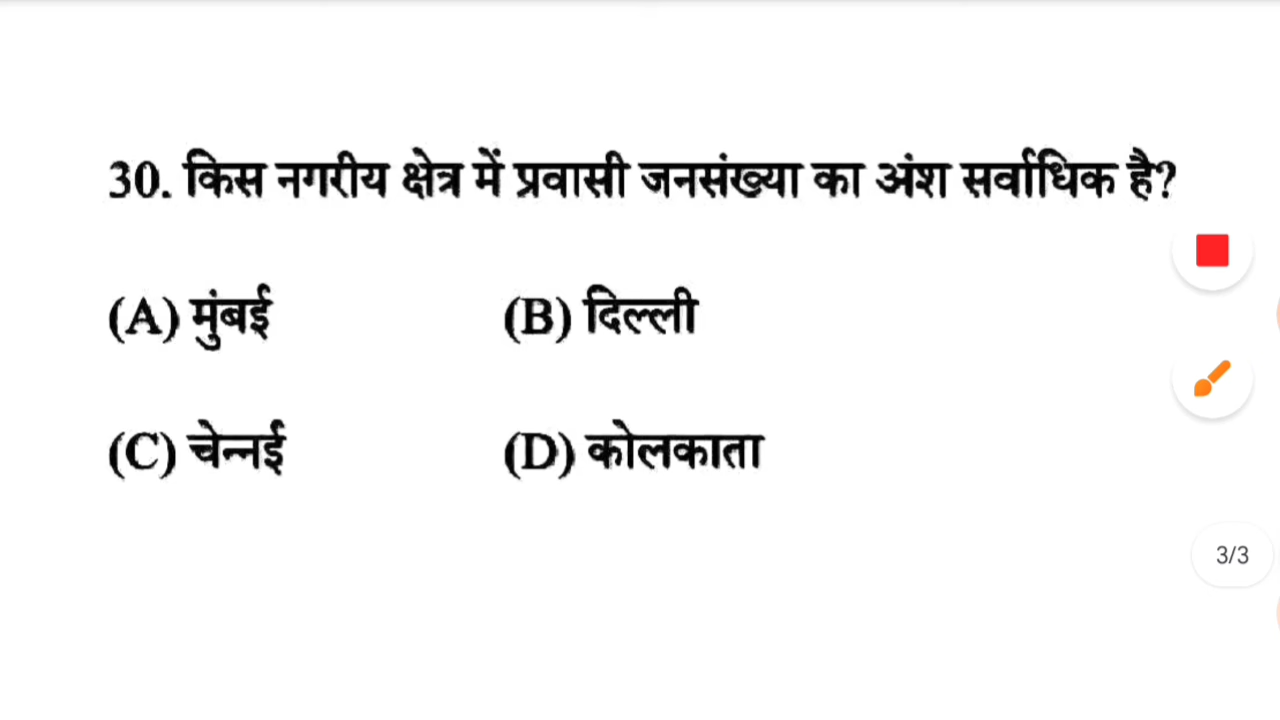 30. किस नगरीय क्षेत्र में प्रवासी जनसंख्या का अंश सर्वाधिक है?
(A) मुंबई (B) दिल्ली
(C) चेन्नई (D) कोलकाता
3/3